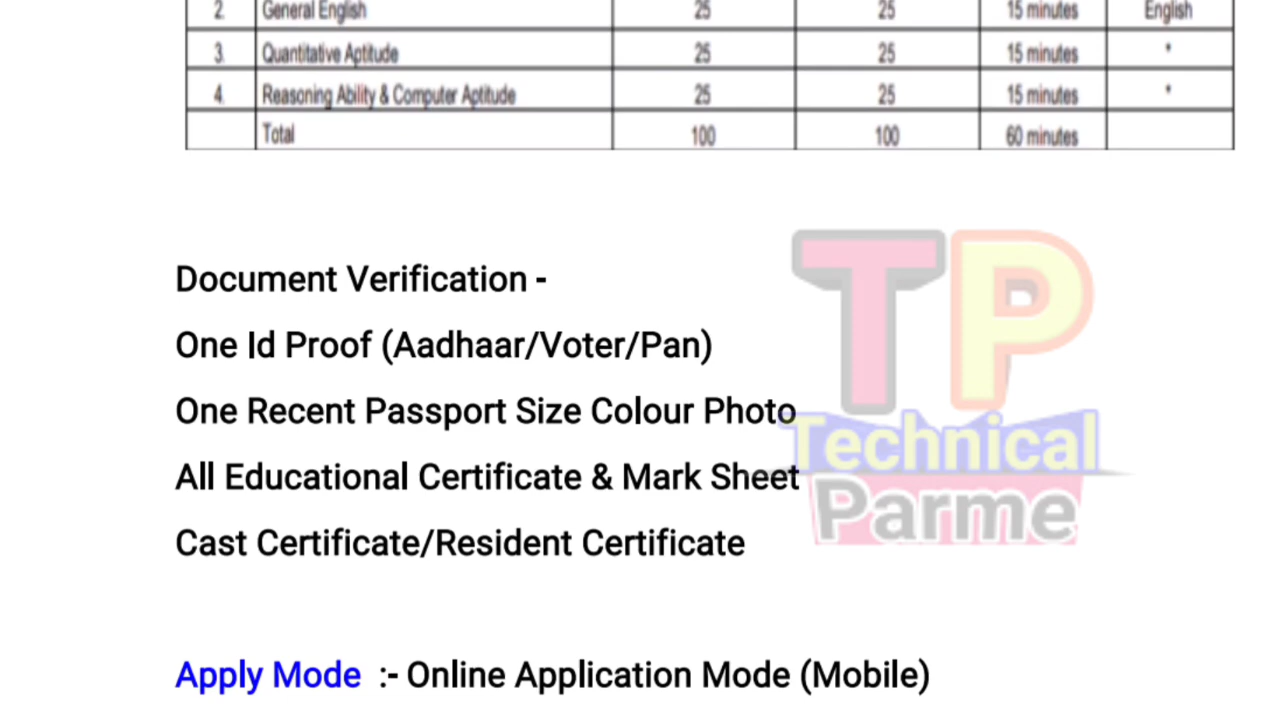 2. General English 25 25 15 minutes English
3. Quantitative Aptitude 25 25 15 minutes *
4. Reasoning Ability & Computer Aptitude 25 25 15 minutes *
Total 100 100 60 minutes
Document Verification -
One Id Proof (Aadhaar/Voter/Pan)
One Recent Passport Size Colour Photo
All Educational Certificate & Mark Sheet
Cast Certificate/Resident Certificate
TP
Technical
Parme
Apply Mode :- Online Application Mode (Mobile)